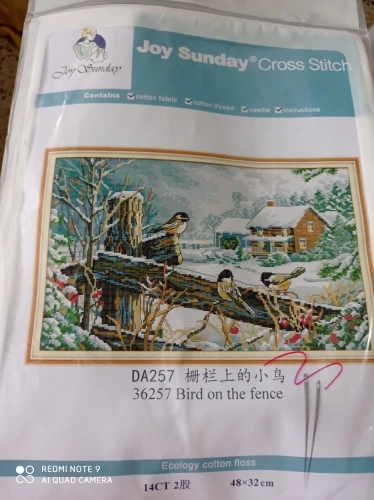 Joy Sunday
Joy Sunday® Cross Stitch
Contains cotton fabric cotton thread needle instructions
DA257 栅栏上的小鸟
36257 Bird on the fence
Ecology cotton floss
14CT 2股 48×32cm
REDMI NOTE 9
AI QUAD CAMERA